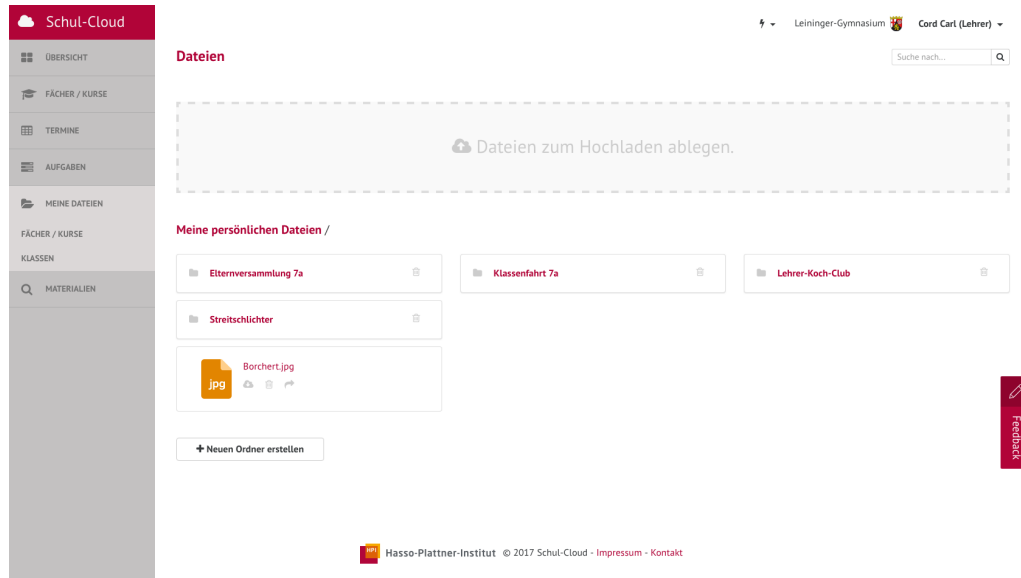 Schul-Cloud
Leininger-Gymnasium
Cord Carl (Lehrer)
ÜBERSICHT
FÄCHER / KURSE
TERMINE
AUFGABEN
MEINE DATEIEN
FÄCHER / KURSE
KLASSEN
MATERIALIEN
Dateien
Suche nach...
Dateien zum Hochladen ablegen.
Meine persönlichen Dateien /
Elternversammlung 7a
Klassenfahrt 7a
Lehrer-Koch-Club
Streitschlichter
jpg
Borchert.jpg
Neuen Ordner erstellen
Feedback
HPI
Hasso-Plattner-Institut © 2017 Schul-Cloud - Impressum - Kontakt